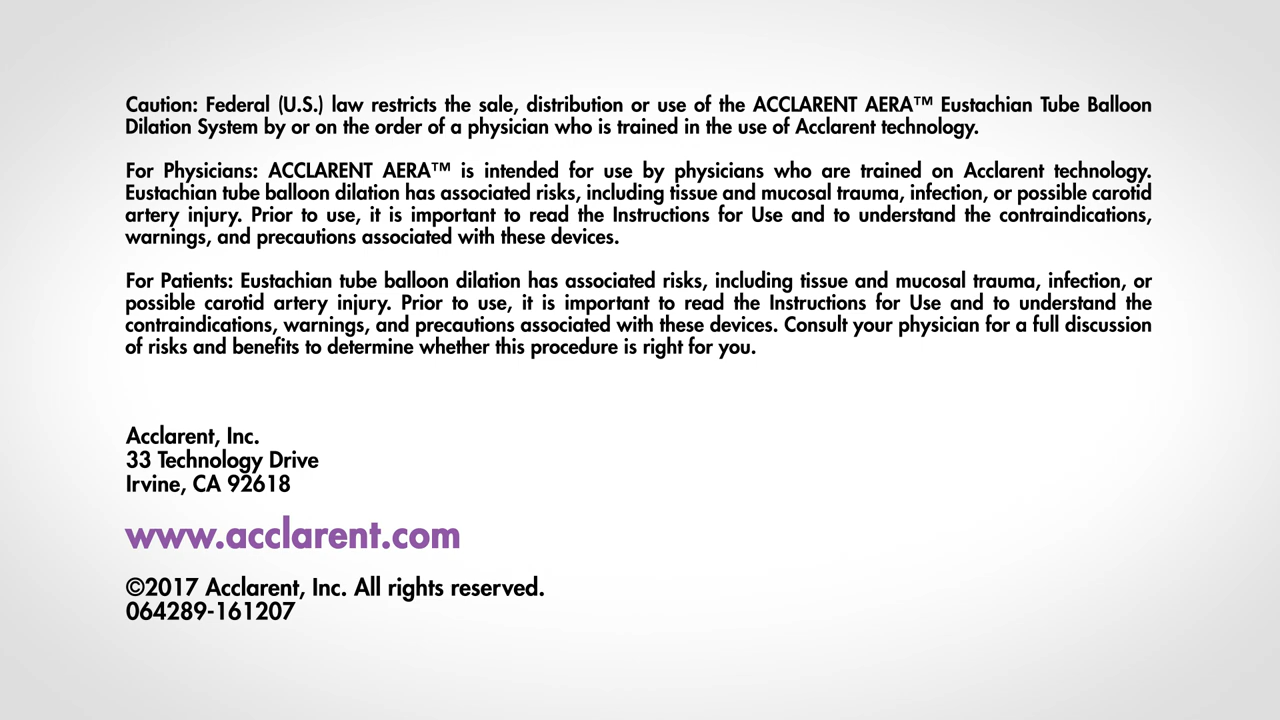 Caution: Federal (U.S.) law restricts the sale, distribution or use of the ACCLARENT AERA™ Eustachian Tube Balloon
Dilation System by or on the order of a physician who is trained in the use of Acclarent technology.
For Physicians: ACCLARENT AERA™ is intended for use by physicians who are trained on Acclarent technology.
Eustachian tube balloon dilation has associated risks, including tissue and mucosal trauma, infection, or possible carotid
artery injury. Prior to use, it is important to read the Instructions for Use and to understand the contraindications,
warnings, and precautions associated with these devices.
For Patients: Eustachian tube balloon dilation has associated risks, including tissue and mucosal trauma, infection, or
possible carotid artery injury. Prior to use, it is important to read the Instructions for Use and to understand the
contraindications, warnings, and precautions associated with these devices. Consult your physician for a full discussion
of risks and benefits to determine whether this procedure is right for you.
Acclarent, Inc.
33 Technology Drive
Irvine, CA 92618
www.acclarent.com
©2017 Acclarent, Inc. All rights reserved.
064289-161207